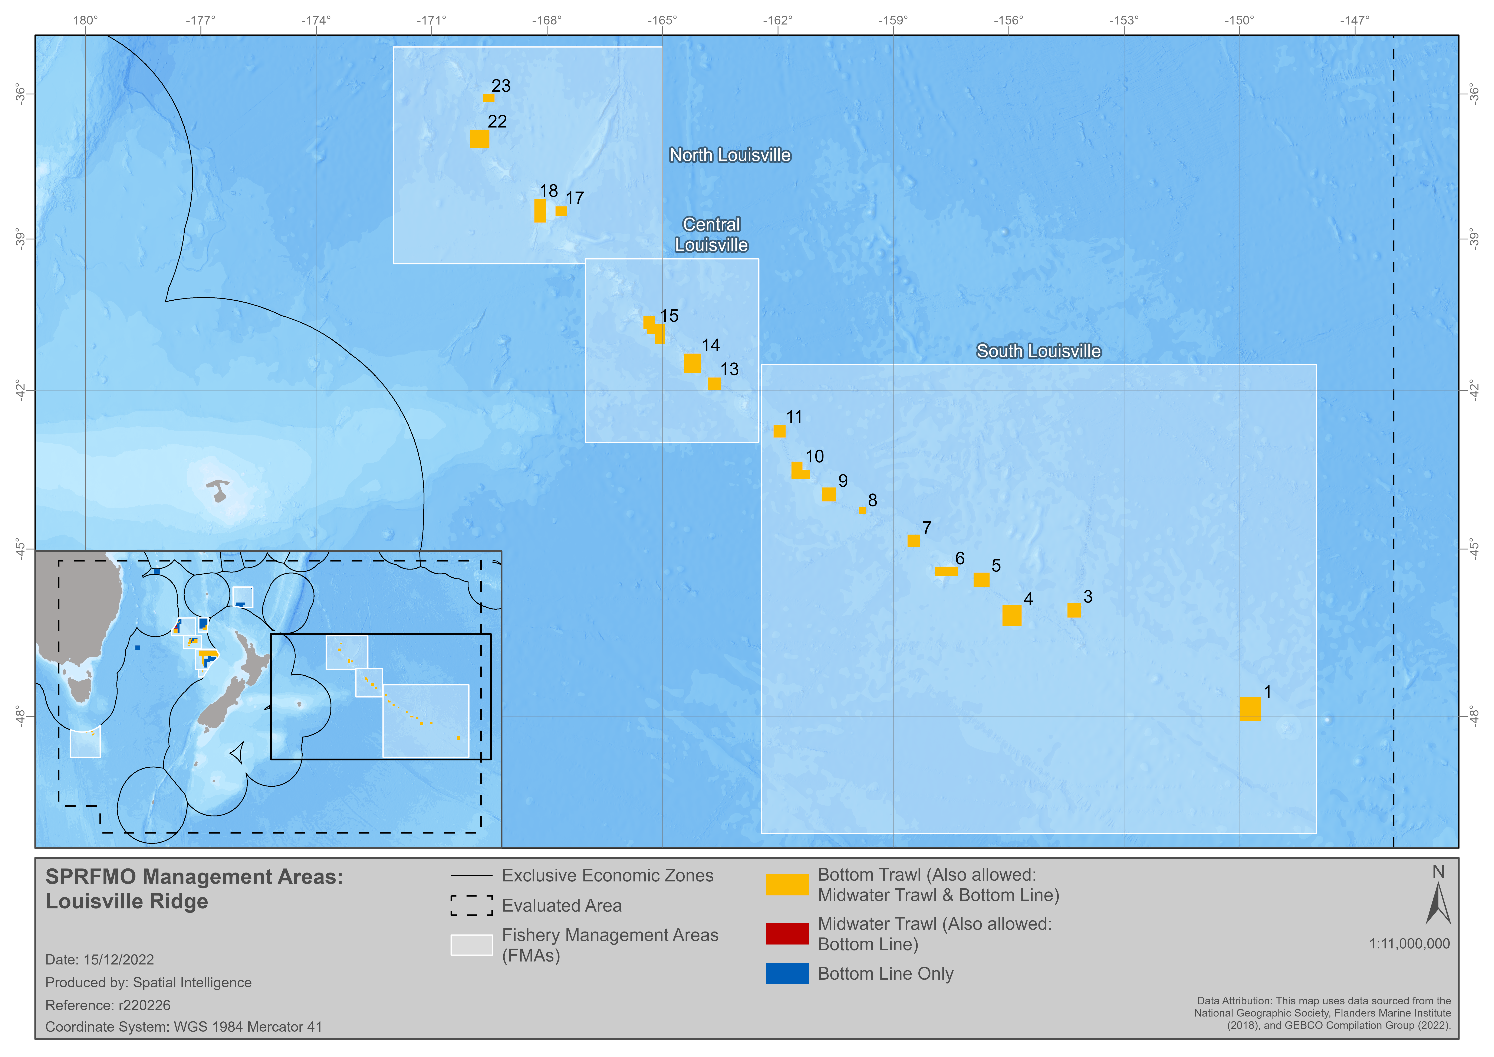 180°
-177°
-174°
-171°
-168°
-165°
-162°
-159°
-156°
-153°
-150°
-147°
-36°
-36°
-39°
-39°
-42°
-42°
-45°
-45°
-48°
-48°
23
22
North Louisville
18
17
Central
Louisville
15
14
13
South Louisville
11
10
9
8
7
6
5
4
3
1
SPRFMO Management Areas:
Louisville Ridge
Date: 15/12/2022
Produced by: Spatial Intelligence
Reference: r220226
Coordinate System: WGS 1984 Mercator 41
Exclusive Economic Zones
Evaluated Area
Fishery Management Areas
(FMAs)
Bottom Trawl (Also allowed:
Midwater Trawl & Bottom Line)
Midwater Trawl (Also allowed:
Bottom Line)
Bottom Line Only
N
1:11,000,000
Data Attribution: This map uses data sourced from the
National Geographic Society, Flanders Marine Institute
(2018), and GEBCO Compilation Group (2022).